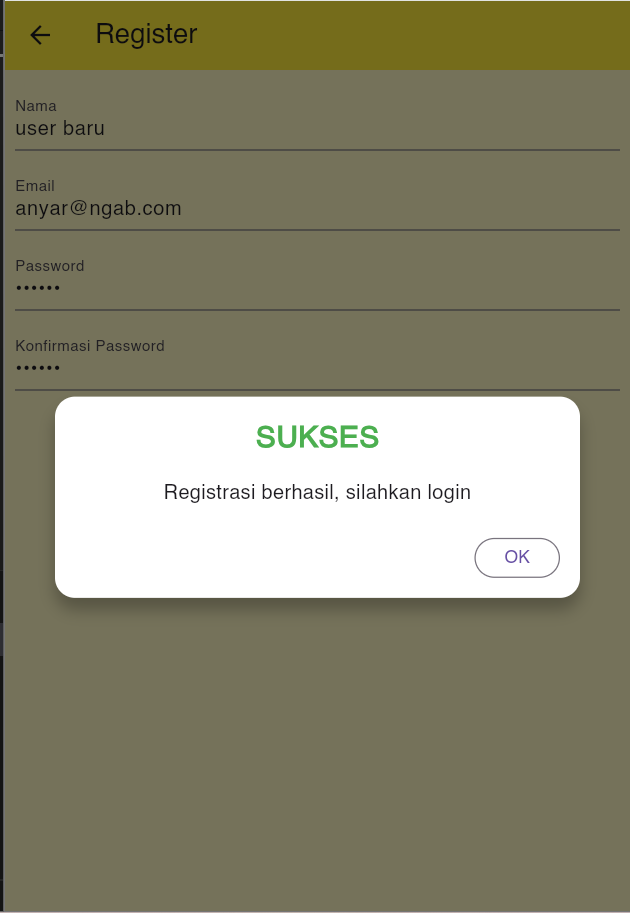 Register
Nama
user baru
Email
anyar@ngab.com
Password
••••••
Konfirmasi Password
••••••
SUKSES
Registrasi berhasil, silahkan login
OK